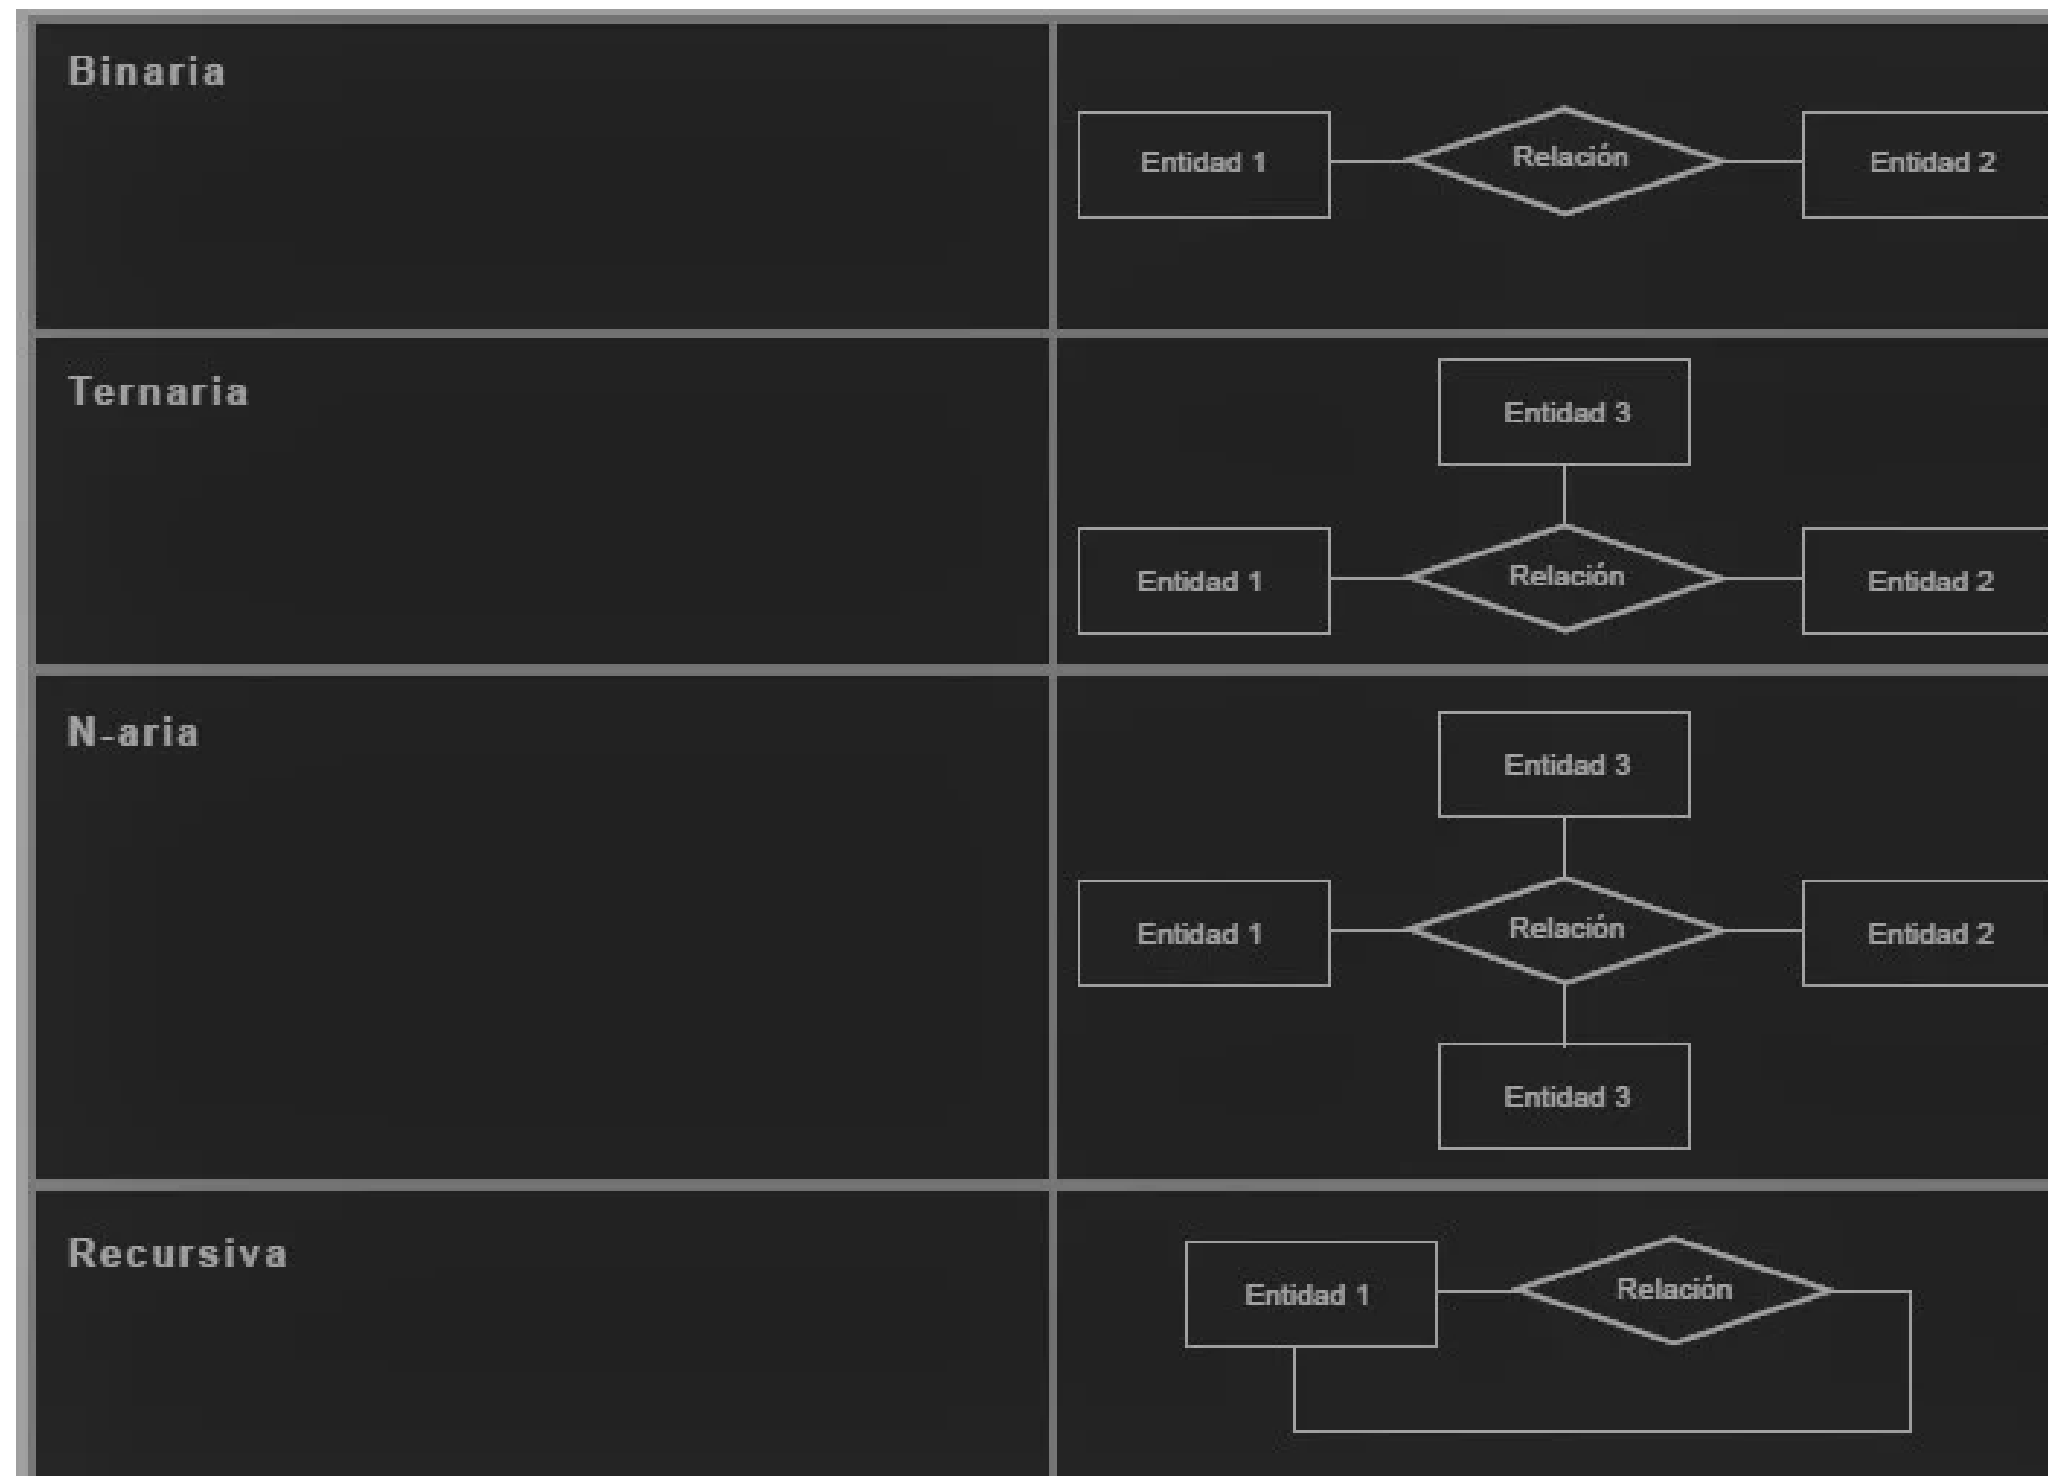 Binaria
Entidad 1 Relación Entidad 2
Ternaria
Entidad 3
Entidad 1 Relación Entidad 2
N-aria
Entidad 3
Entidad 1 Relación Entidad 2
Entidad 3
Recursiva
Entidad 1 Relación